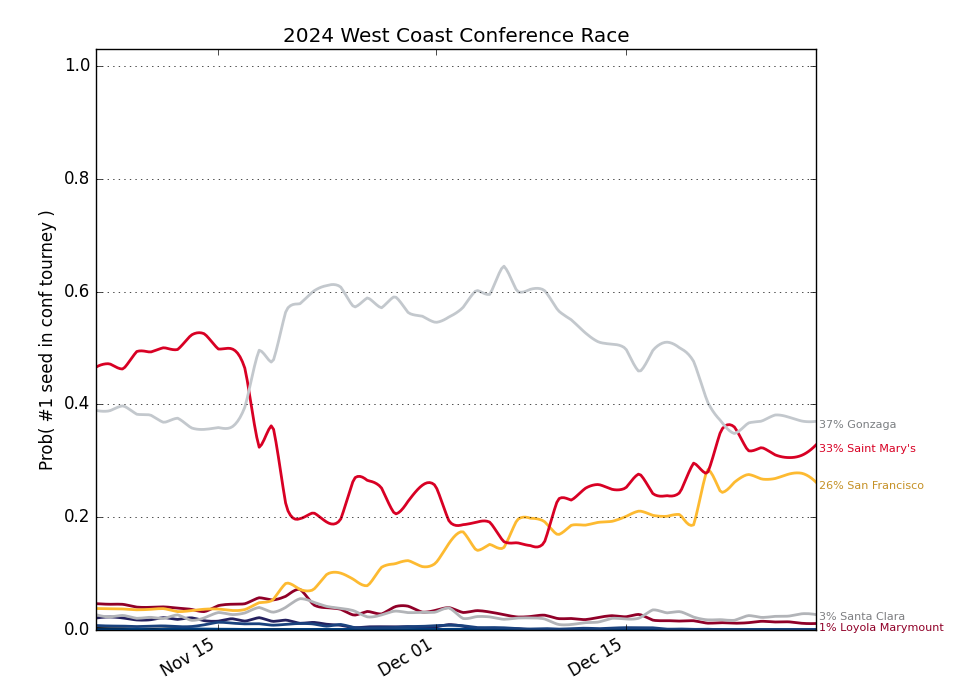 2024 West Coast Conference Race
Prob( #1 seed in conf tourney )
1.0
0.8
0.6
0.4
0.2
0.0
Nov 15
Dec 01
Dec 15
37% Gonzaga
33% Saint Mary's
26% San Francisco
3% Santa Clara
1% Loyola Marymount